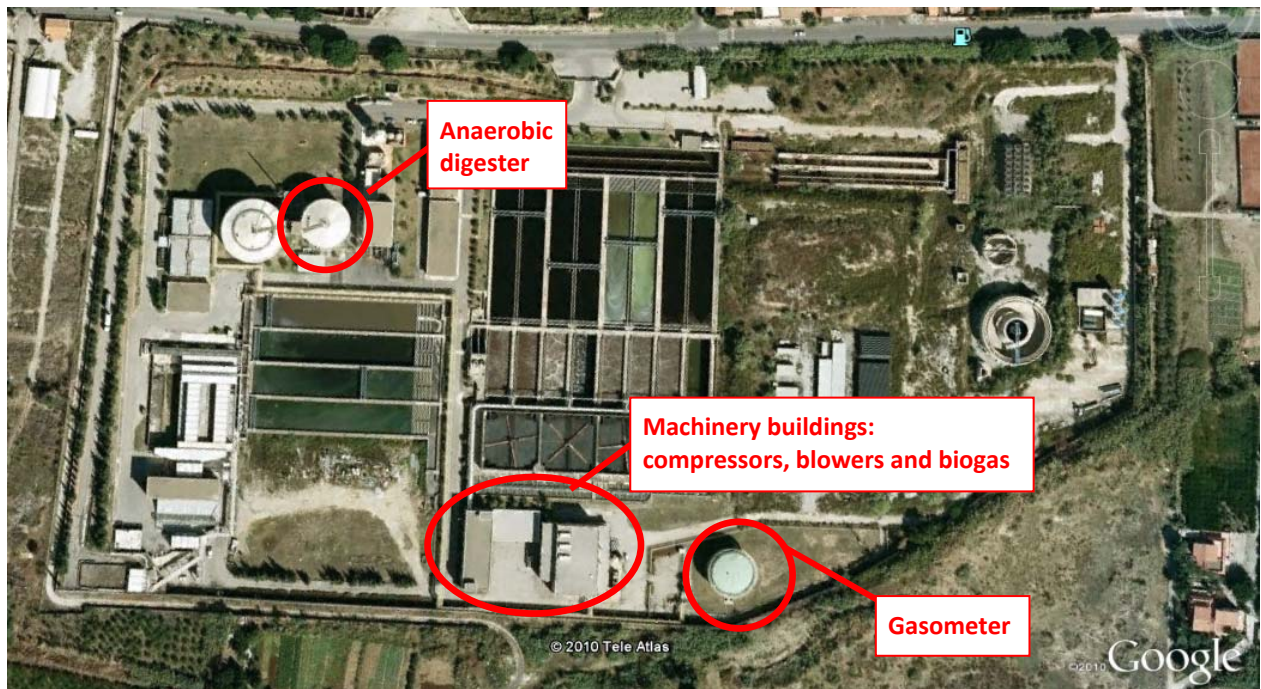 Anaerobic
digester
Machinery buildings:
compressors, blowers and biogas
Gasometer
© 2010 Tele Atlas
©2010 Google